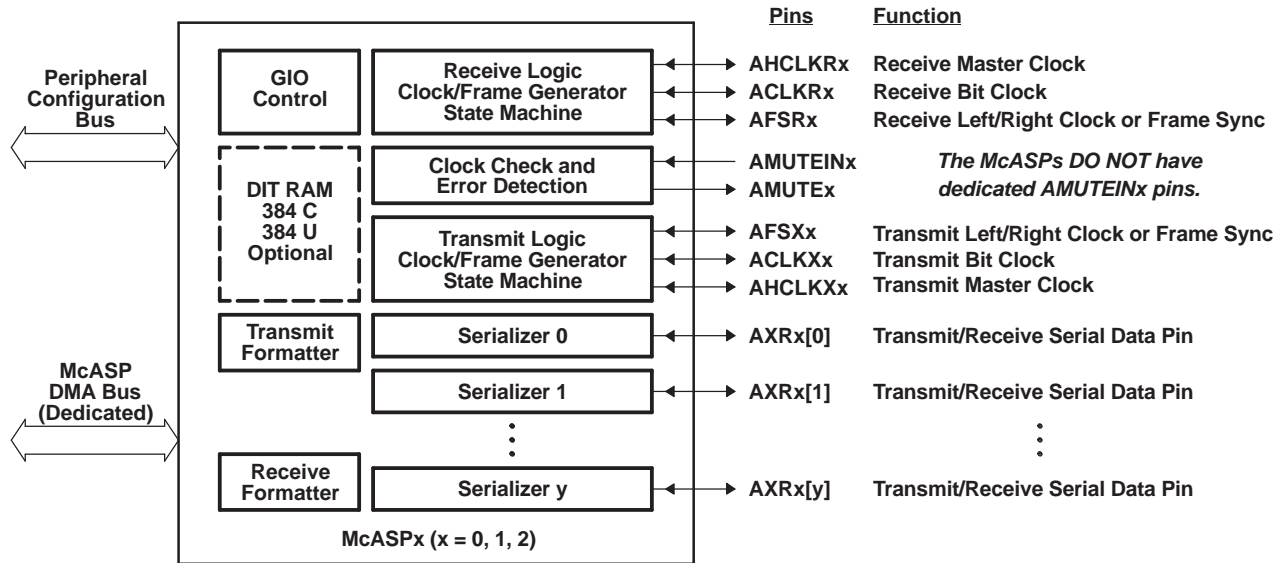 Pins Function
Peripheral
Configuration
Bus
GIO
Control
Receive Logic
Clock/Frame Generator
State Machine
AHCLKRx Receive Master Clock
ACLKRx Receive Bit Clock
AFSRx Receive Left/Right Clock or Frame Sync
DIT RAM
384 C
384 U
Optional
Clock Check and
Error Detection
AMUTEINx
AMUTEx
The McASPs DO NOT have
dedicated AMUTEINx pins.
Transmit Logic
Clock/Frame Generator
State Machine
AFSXx Transmit Left/Right Clock or Frame Sync
ACLKXx Transmit Bit Clock
AHCLKXx Transmit Master Clock
McASP
DMA Bus
(Dedicated)
Transmit
Formatter
Serializer 0
AXRx[0] Transmit/Receive Serial Data Pin
Serializer 1
AXRx[1] Transmit/Receive Serial Data Pin
Receive
Formatter
Serializer y
AXRx[y] Transmit/Receive Serial Data Pin
McASPx (x = 0, 1, 2)